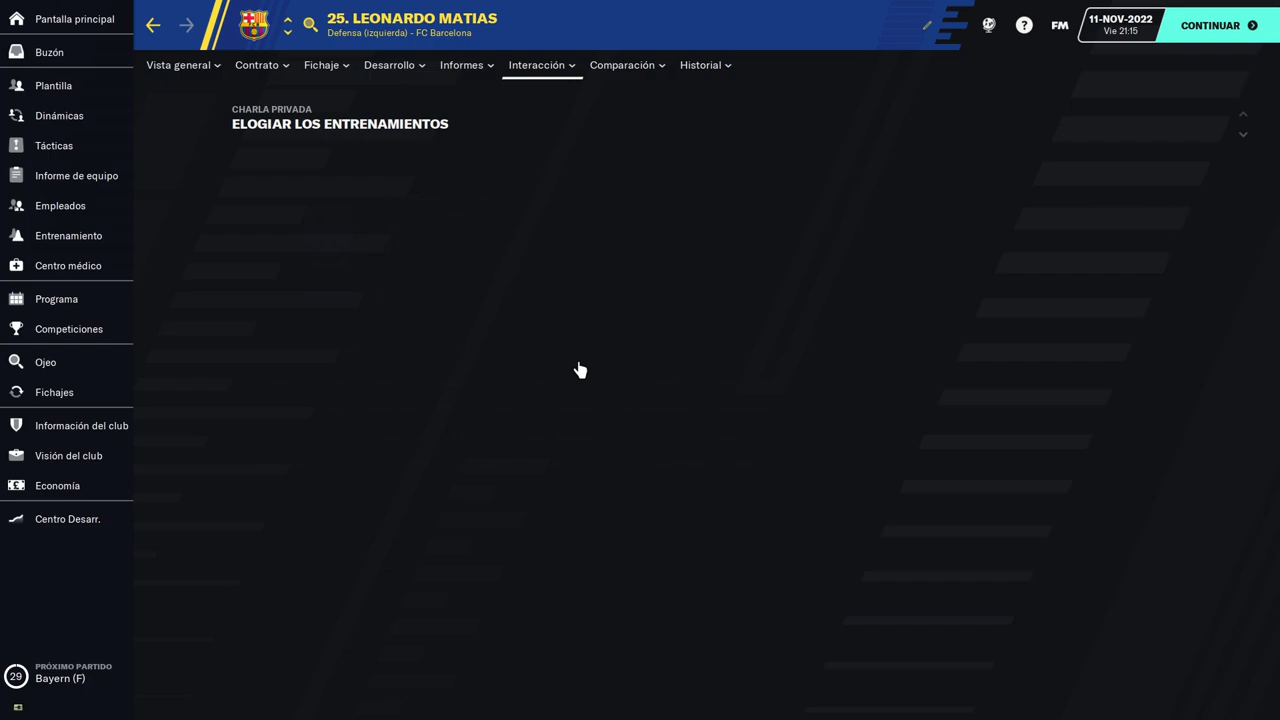 Pantalla principal
Buzón
Plantilla
Dinámicas
Tácticas
Informe de equipo
Empleados
Entrenamiento
Centro médico
Programa
Competiciones
Ojeo
Fichajes
Información del club
Visión del club
Economía
Centro Desarr.
29
PRÓXIMO PARTIDO
Bayern (F)
25. LEONARDO MATIAS
Defensa (izquierda) - FC Barcelona
FM
11-NOV-2022
Vie 21:15
CONTINUAR
Vista general
Contrato
Fichaje
Desarrollo
Informes
Interacción
Comparación
Historial
CHARLA PRIVADA
ELOGIAR LOS ENTRENAMIENTOS